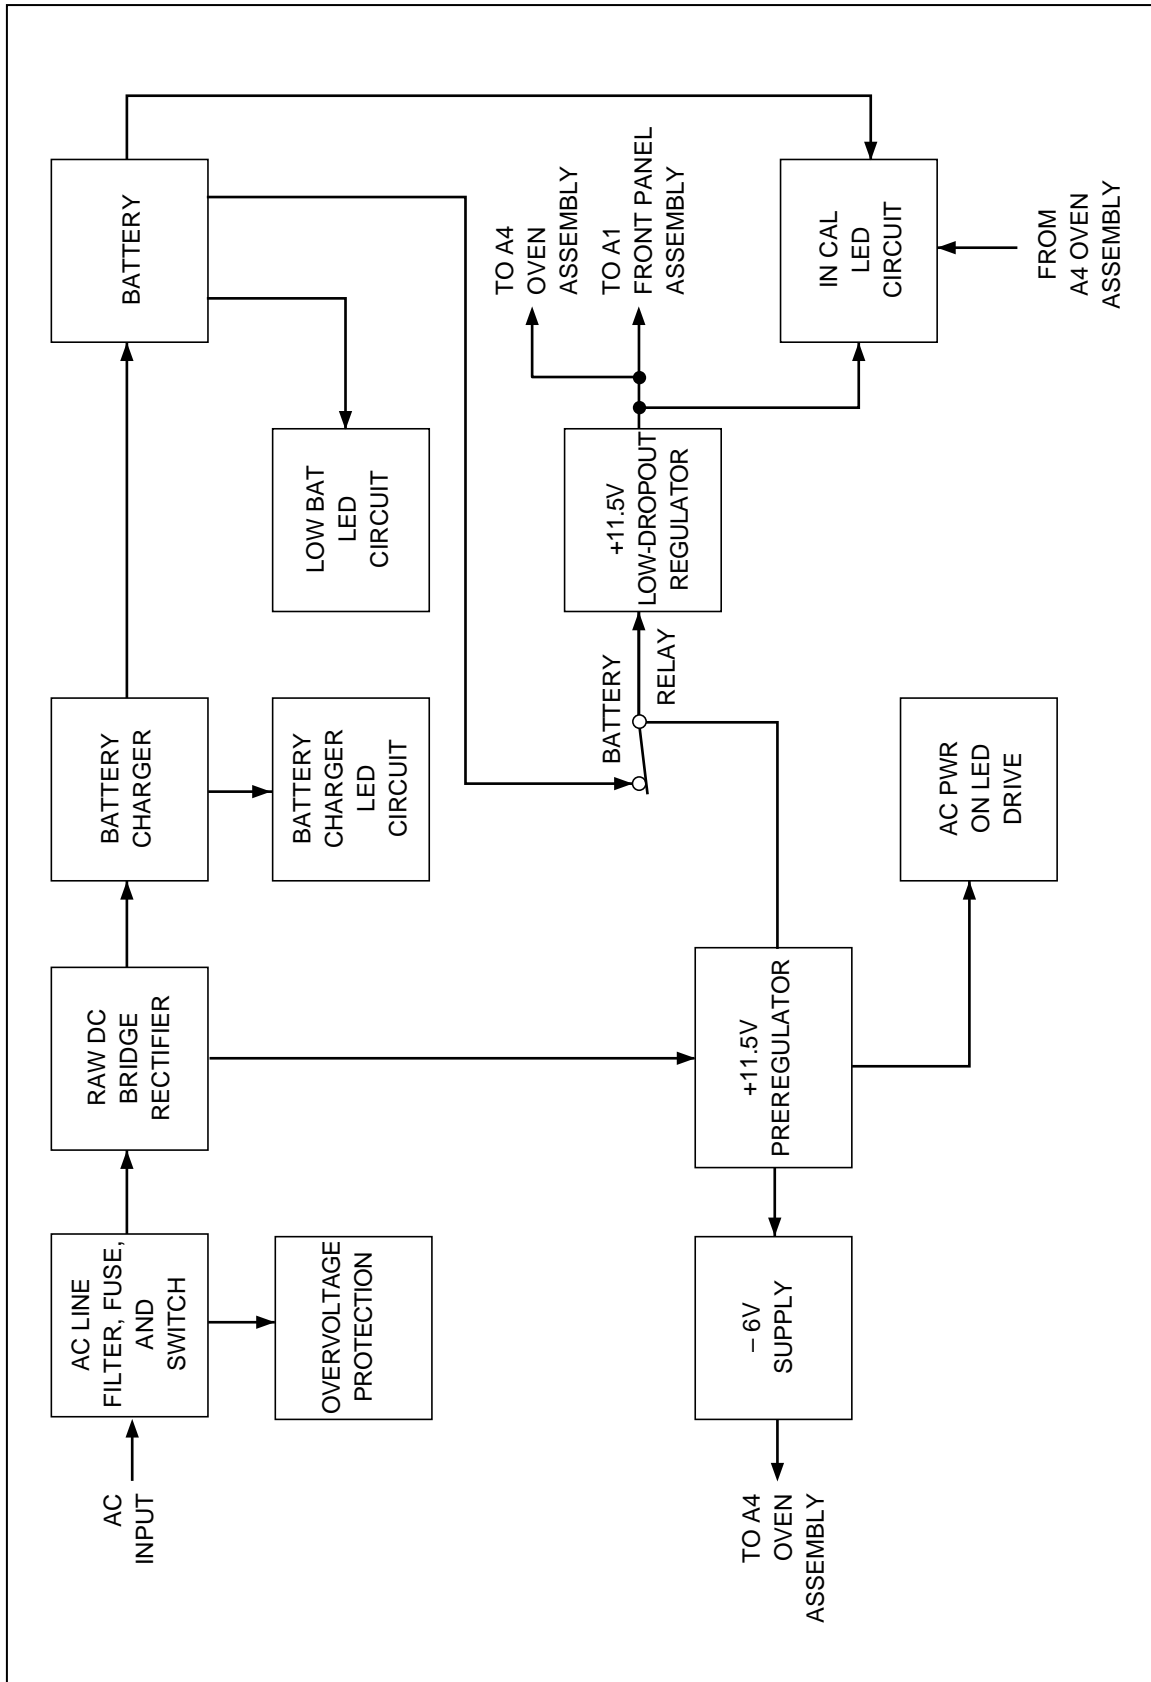 AC
INPUT
AC LINE
FILTER, FUSE,
AND
SWITCH
RAW DC
BRIDGE
RECTIFIER
BATTERY
CHARGER
BATTERY
OVERVOLTAGE
PROTECTION
BATTERY
CHARGER
LED
CIRCUIT
LOW BAT
LED
CIRCUIT
TO A4
OVEN
ASSEMBLY
BATTERY
RELAY
+11.5V
LOW-DROPOUT
REGULATOR
TO A1
FRONT PANEL
ASSEMBLY
TO A4
OVEN
ASSEMBLY
– 6V
SUPPLY
+11.5V
PREREGULATOR
IN CAL
LED
CIRCUIT
AC PWR
ON LED
DRIVE
FROM
A4 OVEN
ASSEMBLY